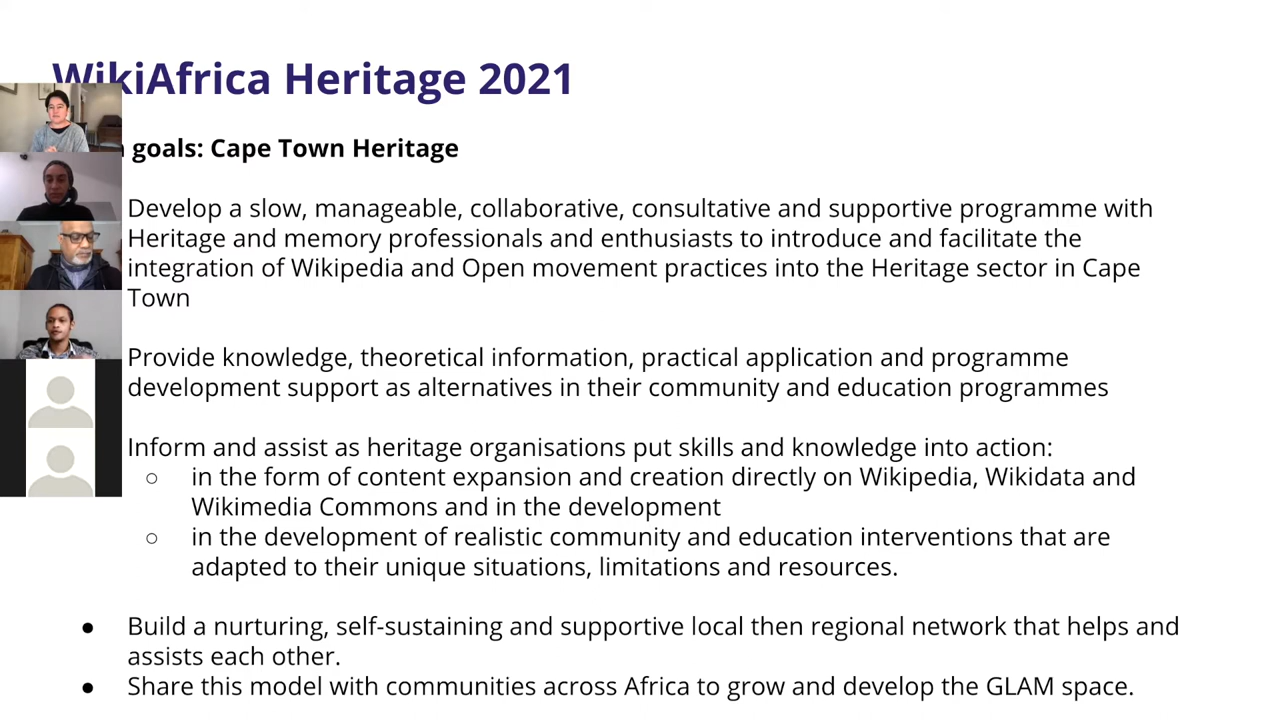 WikiAfrica Heritage 2021
goals: Cape Town Heritage
Develop a slow, manageable, collaborative, consultative and supportive programme with
Heritage and memory professionals and enthusiasts to introduce and facilitate the
integration of Wikipedia and Open movement practices into the Heritage sector in Cape
Town
Provide knowledge, theoretical information, practical application and programme
development support as alternatives in their community and education programmes
Inform and assist as heritage organisations put skills and knowledge into action:
○ in the form of content expansion and creation directly on Wikipedia, Wikidata and
Wikimedia Commons and in the development
○ in the development of realistic community and education interventions that are
adapted to their unique situations, limitations and resources.
● Build a nurturing, self-sustaining and supportive local then regional network that helps and
assists each other.
● Share this model with communities across Africa to grow and develop the GLAM space.